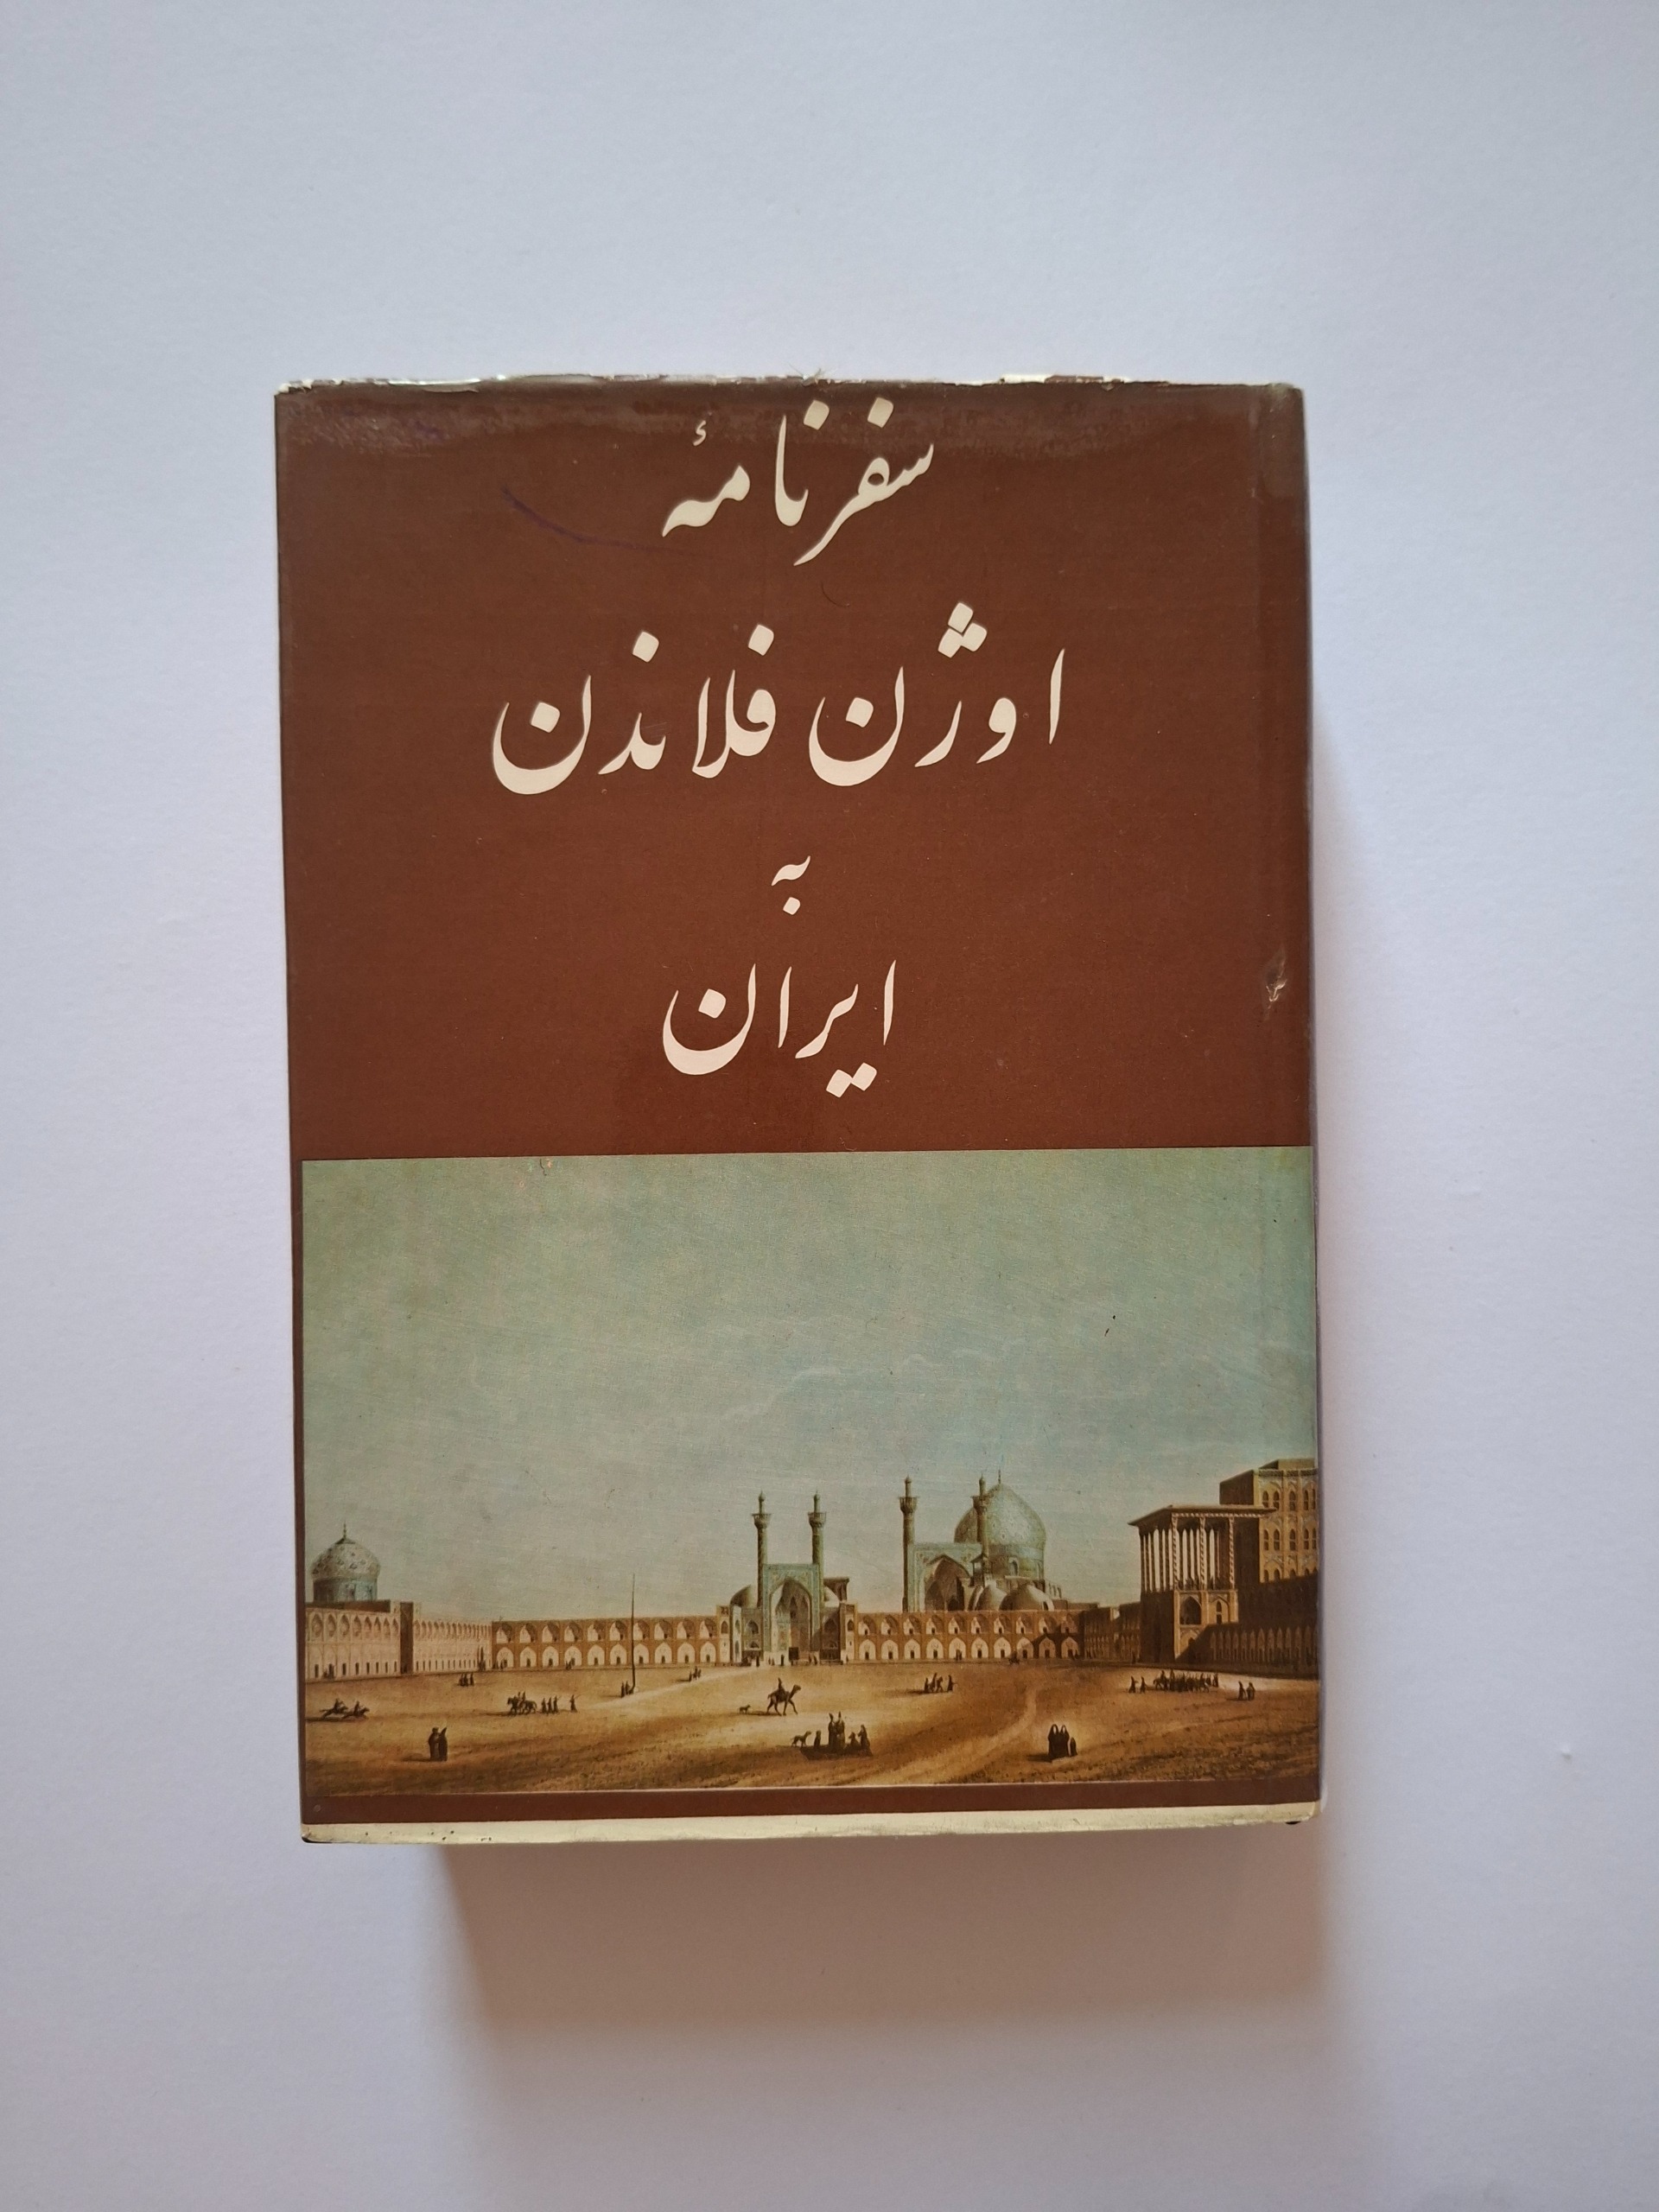 سفرنامهٔ
اوژن فلاندن
به
ایران